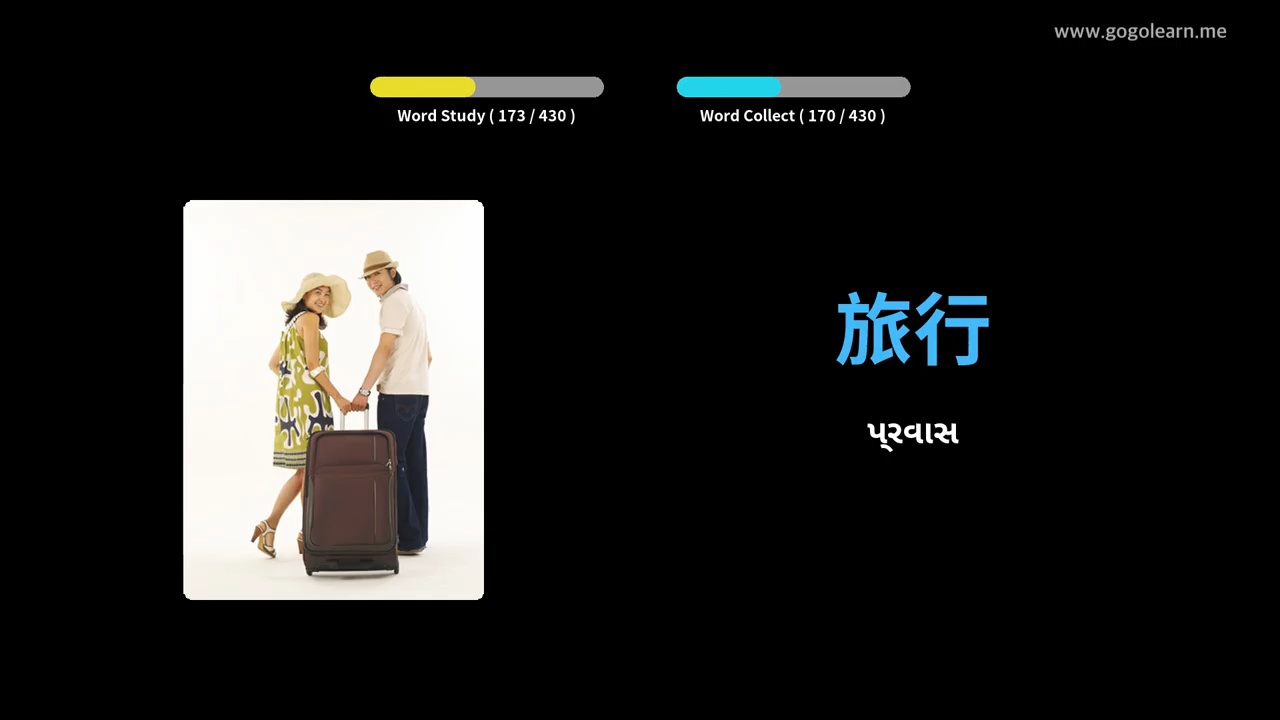 www.gogolearn.me
Word Study ( 173 / 430 )
Word Collect ( 170 / 430 )
旅行
પ્રવાસ